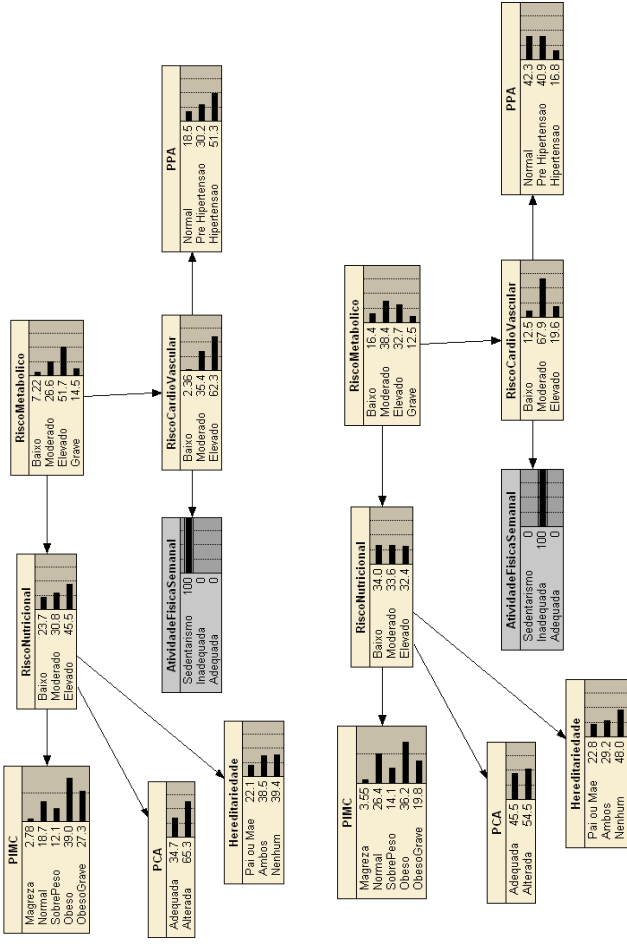 PIMC
Magreza 3.55
Normal 26.4
SobrePeso 14.1
Obeso 36.2
ObesoGrave 19.8
RiscoNutricional
Baixo 34.0
Moderado 33.6
Elevado 32.4
RiscoMetabolico
Baixo 16.4
Moderado 38.4
Elevado 32.7
Grave 12.5
PCA
Adequada 45.5
Alterada 54.5
Hereditariedade
Pai ou Mae 22.8
Ambos 29.2
Nenhum 48.0
AtividadeFisicaSemanal
Sedentarismo 0
Inadequada 100
Adequada 0
RiscoCardioVascular
Baixo 12.5
Moderado 67.9
Elevado 19.6
PPA
Normal 42.3
Pre Hipertensao 40.9
Hipertensao 16.8
PIMC
Magreza 2.78
Normal 18.7
SobrePeso 12.1
Obeso 39.0
ObesoGrave 27.3
RiscoNutricional
Baixo 23.7
Moderado 30.8
Elevado 45.5
RiscoMetabolico
Baixo 7.22
Moderado 26.6
Elevado 51.7
Grave 14.5
PCA
Adequada 34.7
Alterada 65.3
Hereditariedade
Pai ou Mae 22.1
Ambos 38.5
Nenhum 39.4
AtividadeFisicaSemanal
Sedentarismo 100
Inadequada 0
Adequada 0
RiscoCardioVascular
Baixo 2.36
Moderado 35.4
Elevado 62.3
PPA
Normal 18.5
Pre Hipertensao 30.2
Hipertensao 51.3